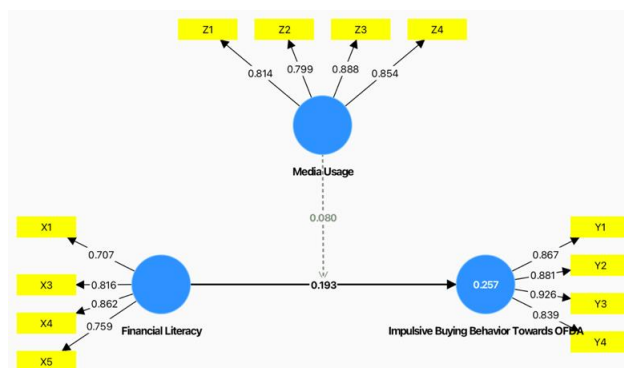 Z1 Z2 Z3 Z4
0.814 0.799 0.888 0.854
Media Usage
0.080
X1
X3
X4
X5
0.707
0.816
0.862
0.759
Financial Literacy
0.193
0.257
Impulsive Buying Behavior Towards OFDA
0.867
0.881
0.926
0.839
Y1
Y2
Y3
Y4